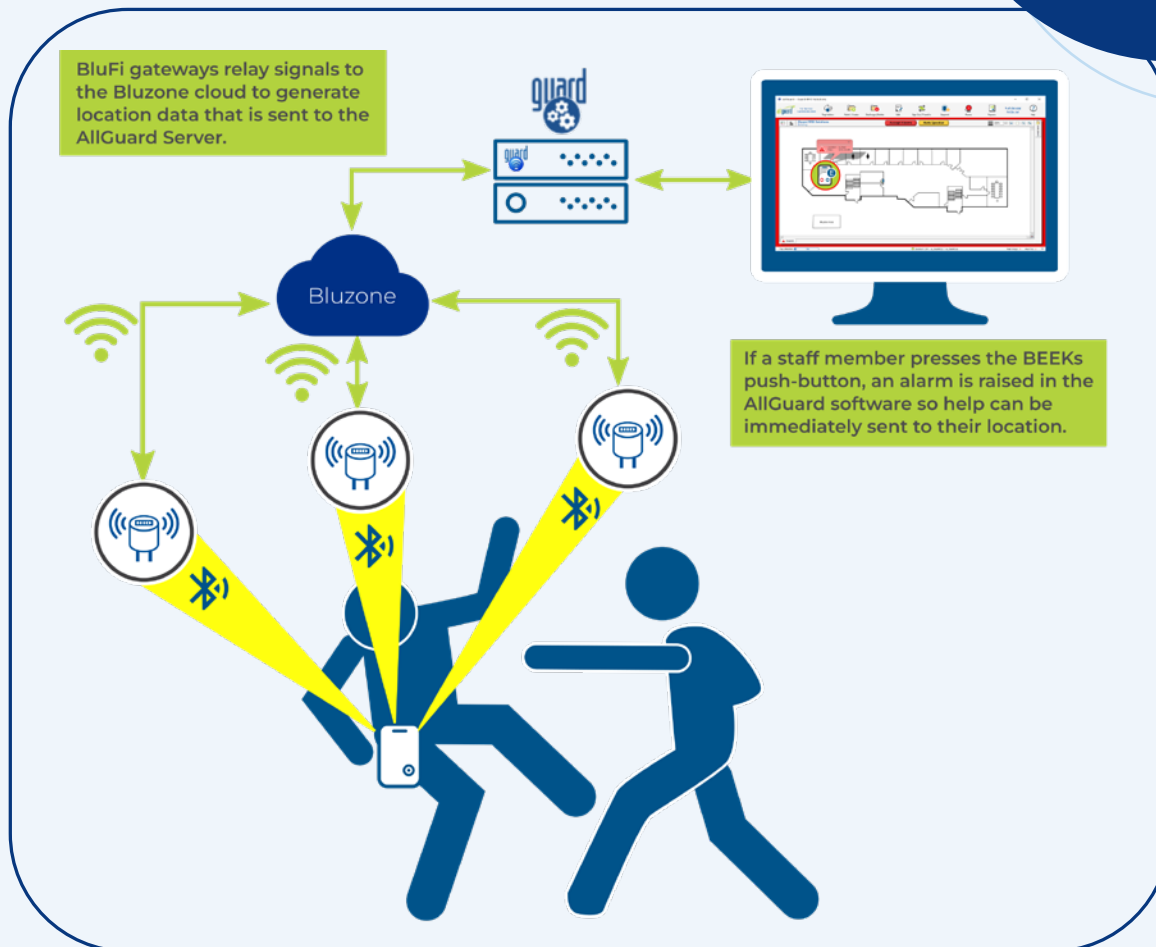 BluFi gateways relay signals to
the Bluzone cloud to generate
location data that is sent to the
AllGuard Server.
guard
guard
Bluzone
If a staff member presses the BEEKs
push-button, an alarm is raised in the
AllGuard software so help can be
immediately sent to their location.